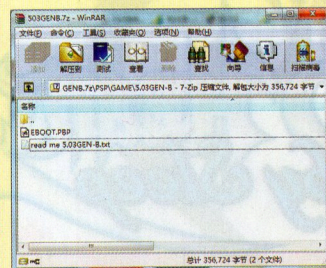 503GENB.7z - WinRAR
文件(F) 命令(C) 工具(S) 收藏夹(O) 选项(N) 帮助(H)
添加 解压到 测试 查看 删除 查找 向导 信息 扫描病毒
GENB.7z\PSP\GAME\5.03GEN-B - 7-Zip 压缩文件, 解包大小为 356,724 字节
名称
..
EBOOT.PBP
read me 5.03GEN-B.txt
总计 356,724 字节 (2 个文件)